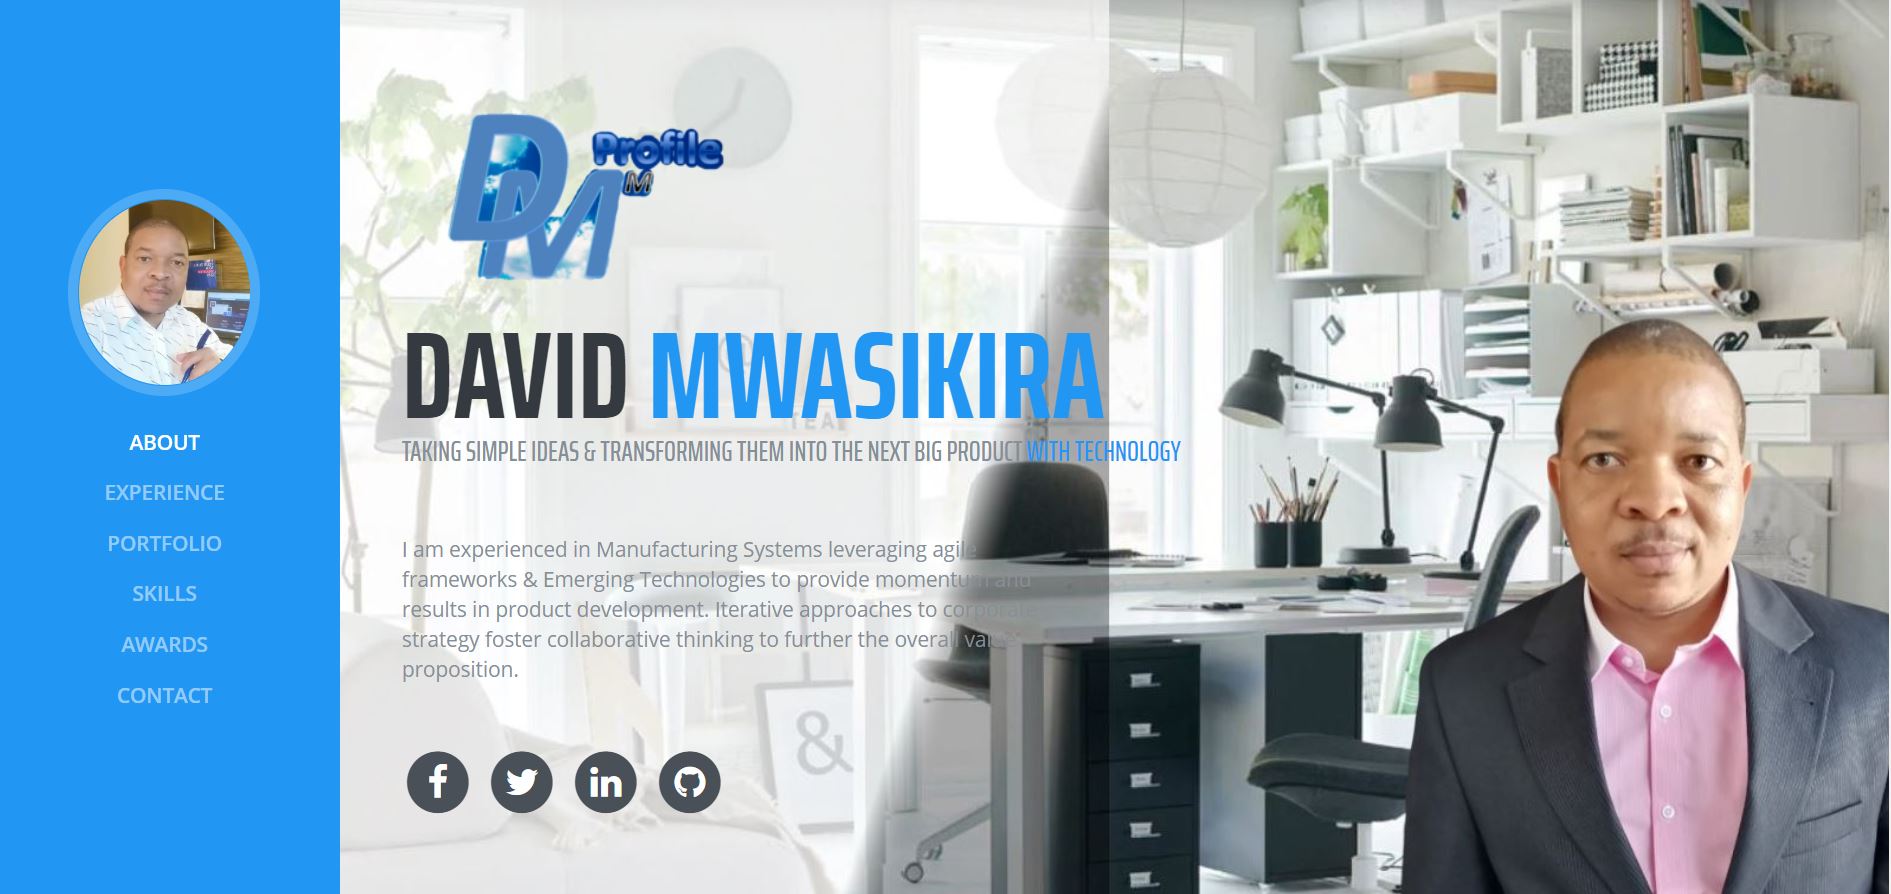 ABOUT
EXPERIENCE
PORTFOLIO
SKILLS
AWARDS
CONTACT
DM
Profile
M
DAVID MWASIKIRA
TAKING SIMPLE IDEAS & TRANSFORMING THEM INTO THE NEXT BIG PRODUCT WITH TECHNOLOGY
I am experienced in Manufacturing Systems leveraging agile
frameworks & Emerging Technologies to provide momentum and
results in product development. Iterative approaches to corporate
strategy foster collaborative thinking to further the overall value
proposition.
&
f
in